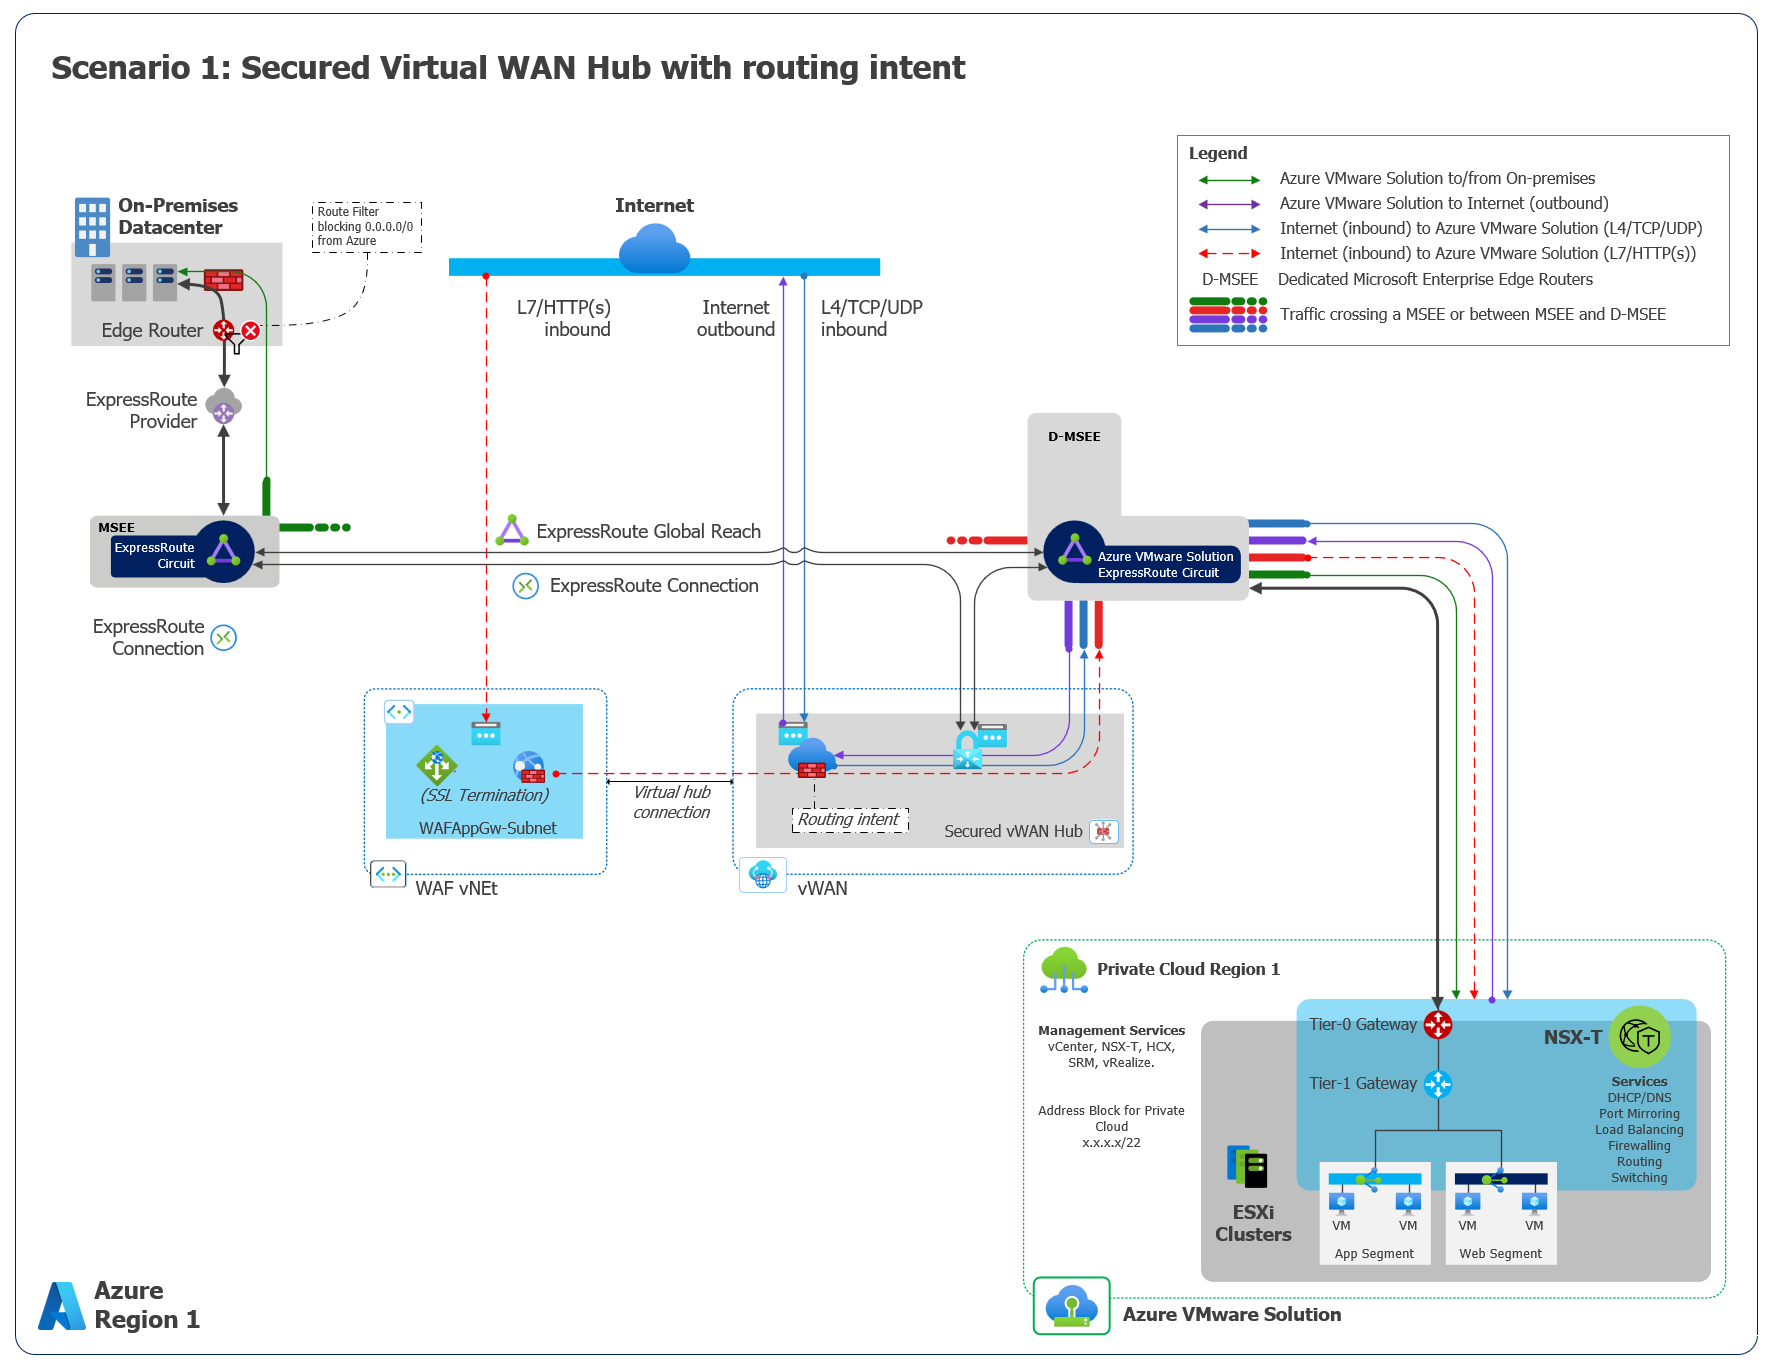 Scenario 1: Secured Virtual WAN Hub with routing intent
Legend
Azure VMware Solution to/from On-premises
Azure VMware Solution to Internet (outbound)
Internet (inbound) to Azure VMware Solution (L4/TCP/UDP)
Internet (inbound) to Azure VMware Solution (L7/HTTP(s))
D-MSEE Dedicated Microsoft Enterprise Edge Routers
Traffic crossing a MSEE or between MSEE and D-MSEE
On-Premises
Datacenter
Route Filter
blocking 0.0.0.0/0
from Azure
Internet
Edge Router
L7/HTTP(s)
inbound
Internet
outbound
L4/TCP/UDP
inbound
ExpressRoute
Provider
D-MSEE
MSEE
ExpressRoute
Circuit
ExpressRoute Global Reach
ExpressRoute Connection
Azure VMware Solution
ExpressRoute Circuit
ExpressRoute
Connection
(SSL Termination)
WAFAppGw-Subnet
WAF vNEt
Virtual hub
connection
Routing intent
Secured vWAN Hub
vWAN
Private Cloud Region 1
Management Services
vCenter, NSX-T, HCX,
SRM, vRealize.
Address Block for Private
Cloud
x.x.x.x/22
Tier-0 Gateway
Tier-1 Gateway
NSX-T
T
Services
DHCP/DNS
Port Mirroring
Load Balancing
Firewalling
Routing
Switching
ESXi
Clusters
VM VM
App Segment
VM VM
Web Segment
Azure VMware Solution
Azure
Region 1